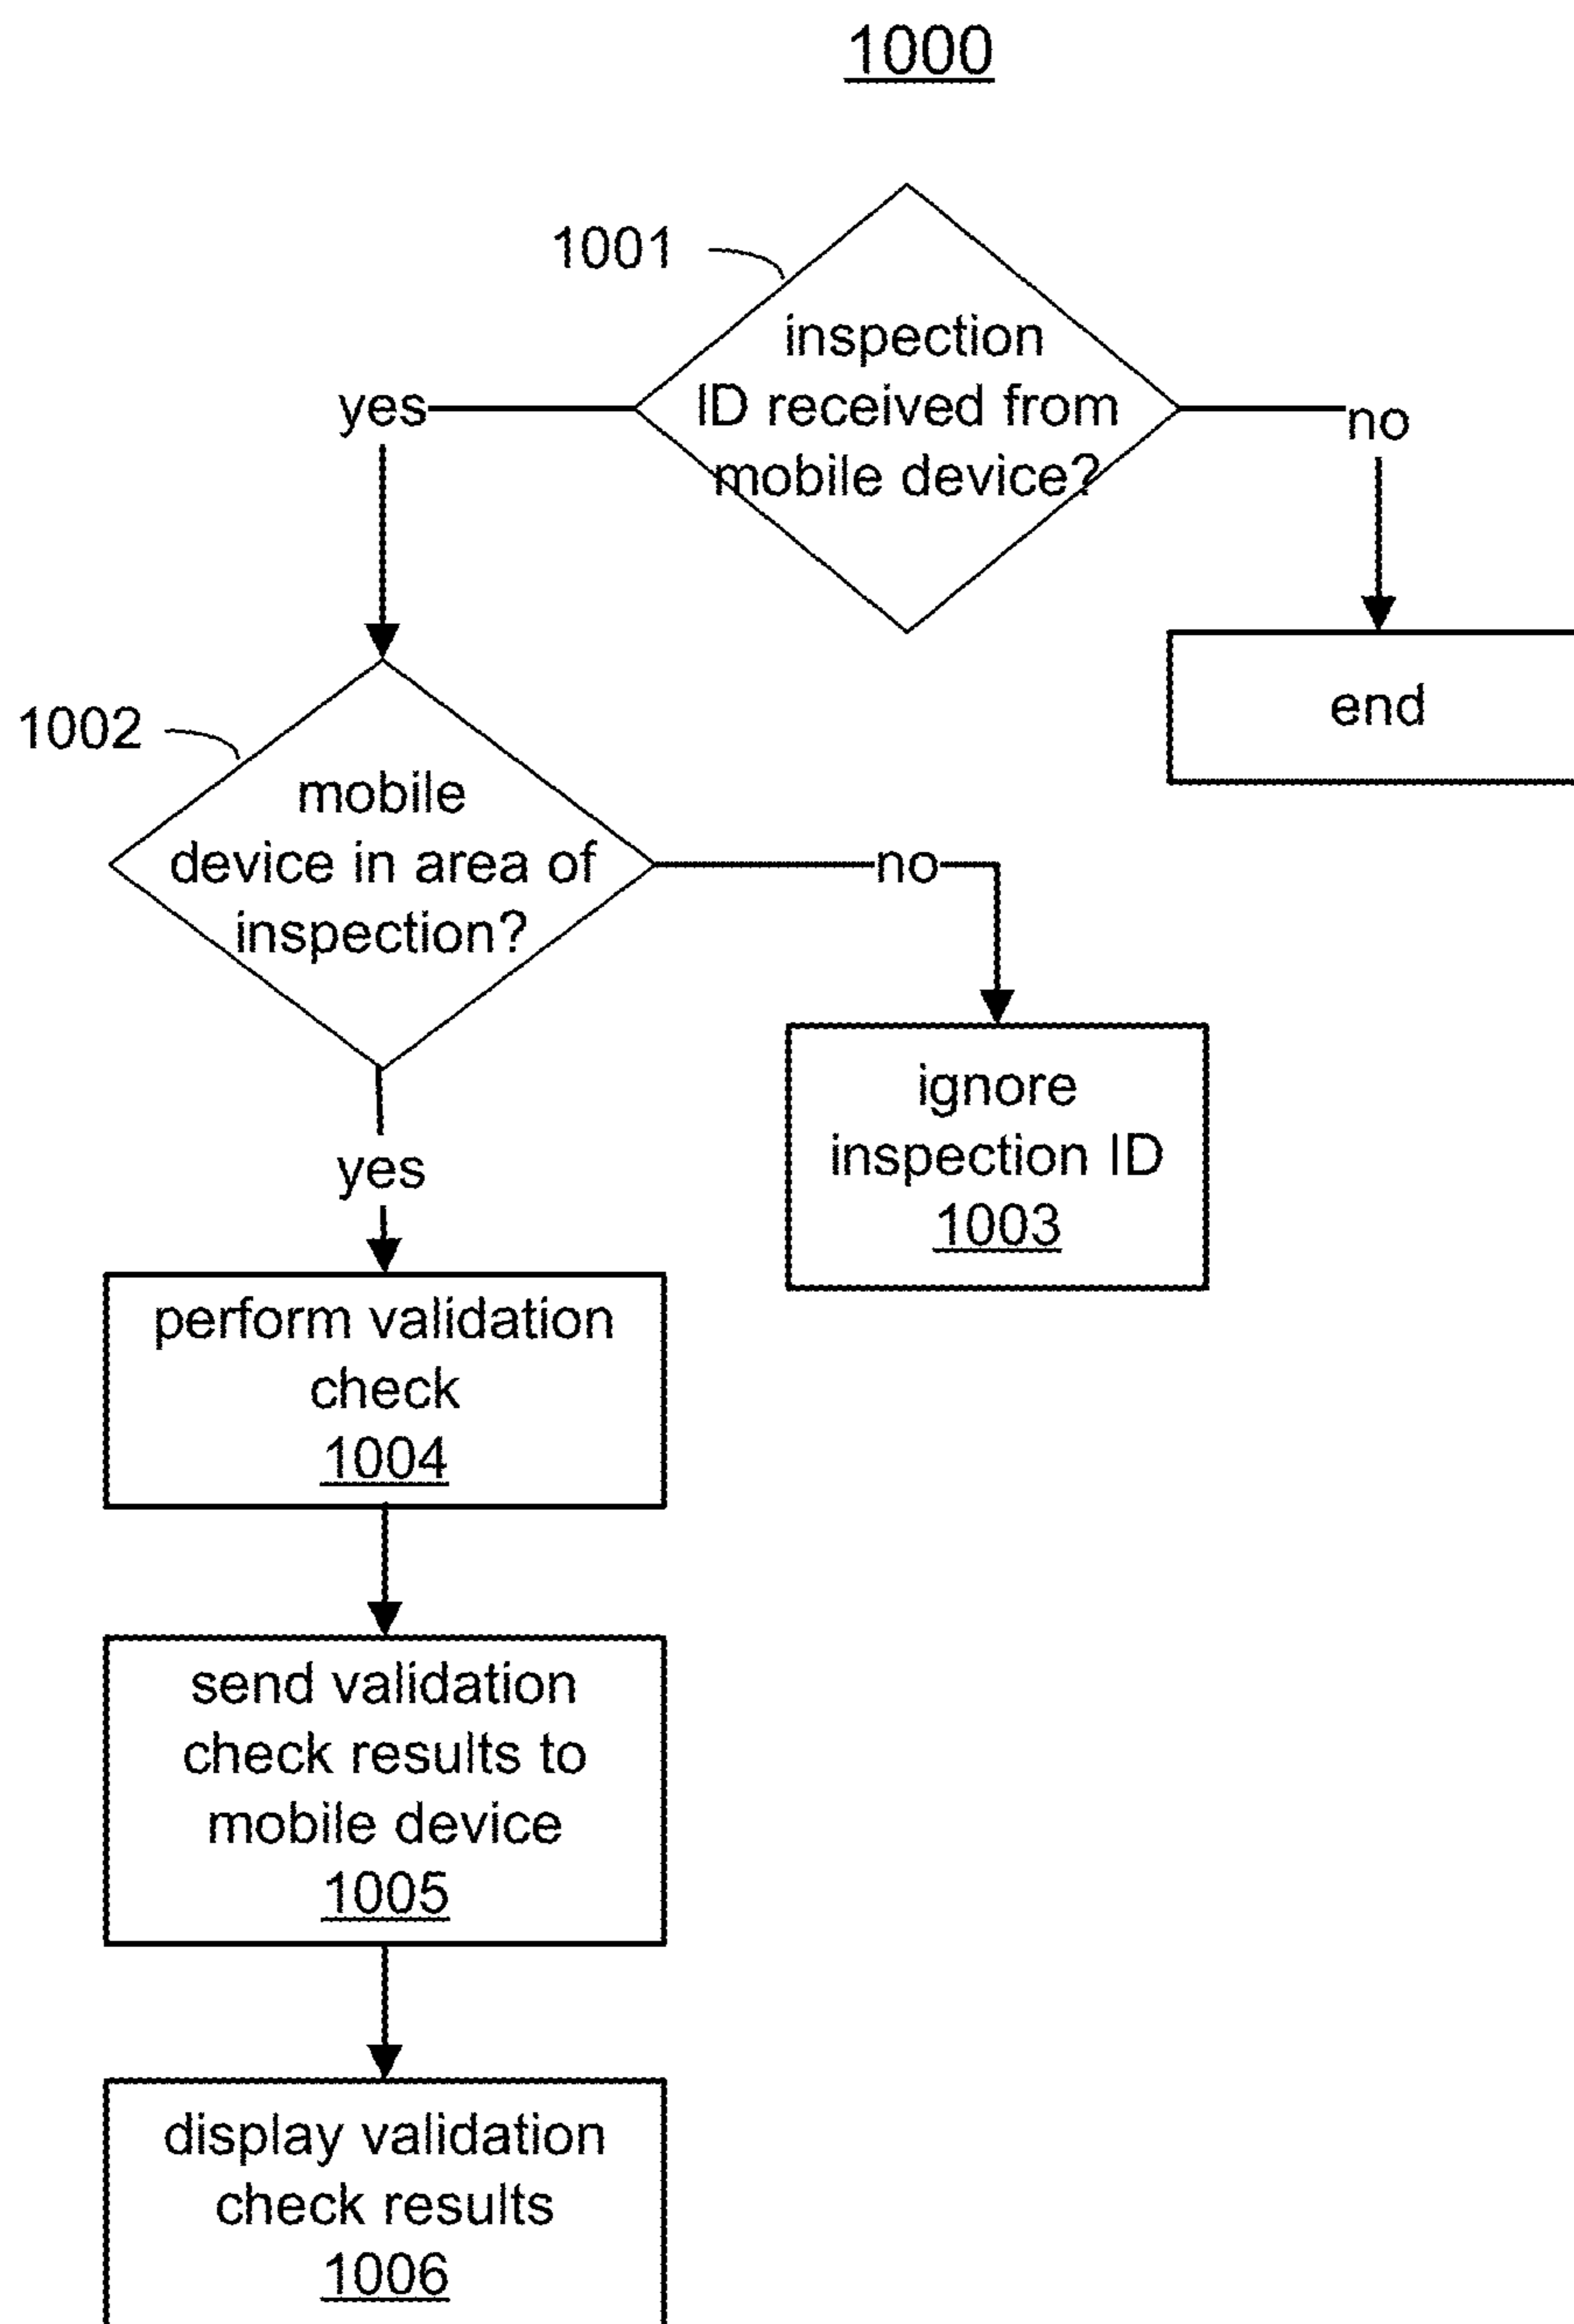 1000
1001
inspection
ID received from
mobile device?
yes
no
end
1002
mobile
device in area of
inspection?
no
yes
ignore
inspection ID
1003
perform validation
check
1004
send validation
check results to
mobile device
1005
display validation
check results
1006